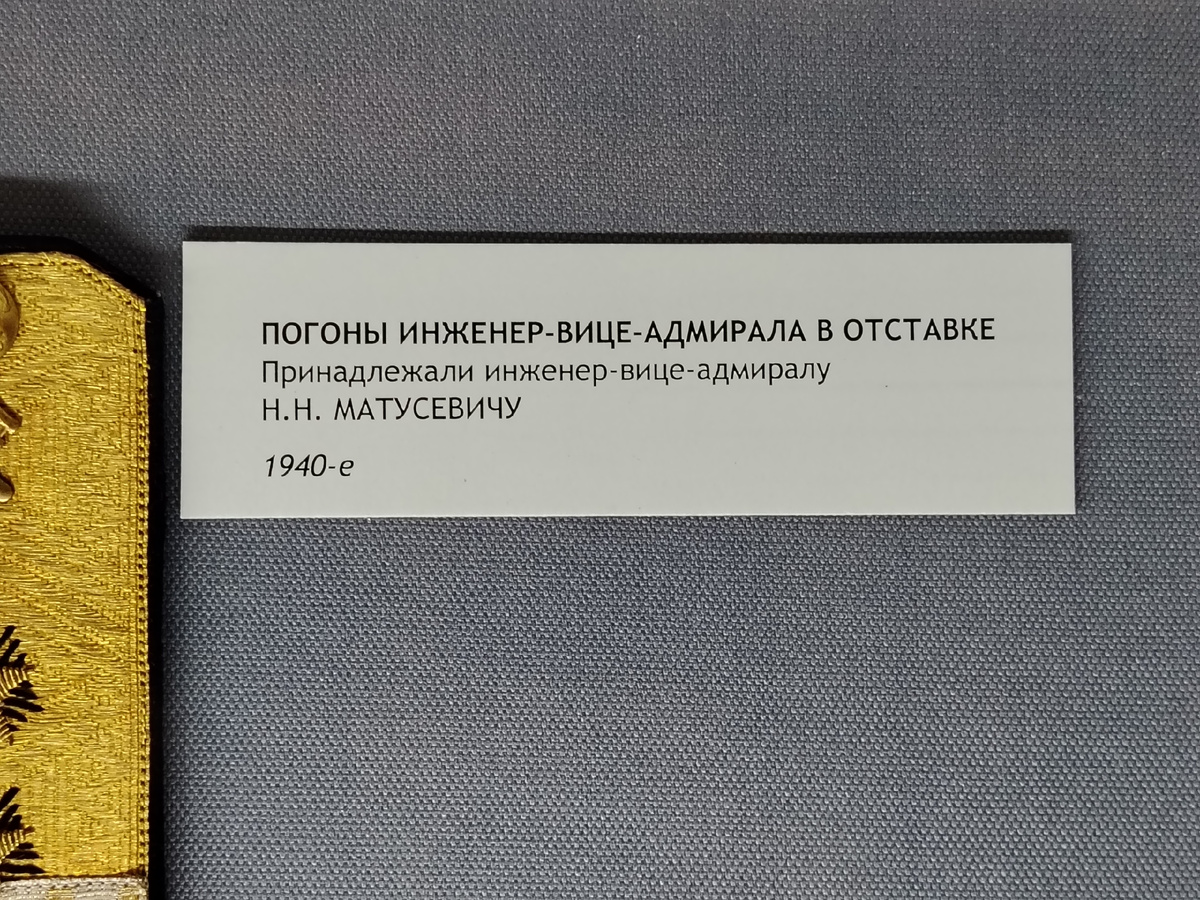 ПОГОНЫ ИНЖЕНЕР-ВИЦЕ-АДМИРАЛА В ОТСТАВКЕ
Принадлежали инженер-вице-адмиралу
Н.Н. МАТУСЕВИЧУ
1940-е